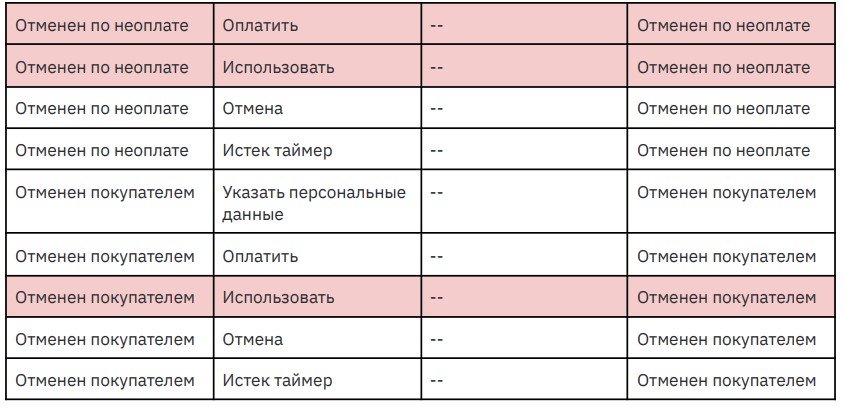 Отменен по неоплате Оплатить -- Отменен по неоплате
Отменен по неоплате Использовать -- Отменен по неоплате
Отменен по неоплате Отмена -- Отменен по неоплате
Отменен по неоплате Истек таймер -- Отменен по неоплате
Отменен покупателем Указать персональные -- Отменен покупателем
данные
Отменен покупателем Оплатить -- Отменен покупателем
Отменен покупателем Использовать -- Отменен покупателем
Отменен покупателем Отмена -- Отменен покупателем
Отменен покупателем Истек таймер -- Отменен покупателем